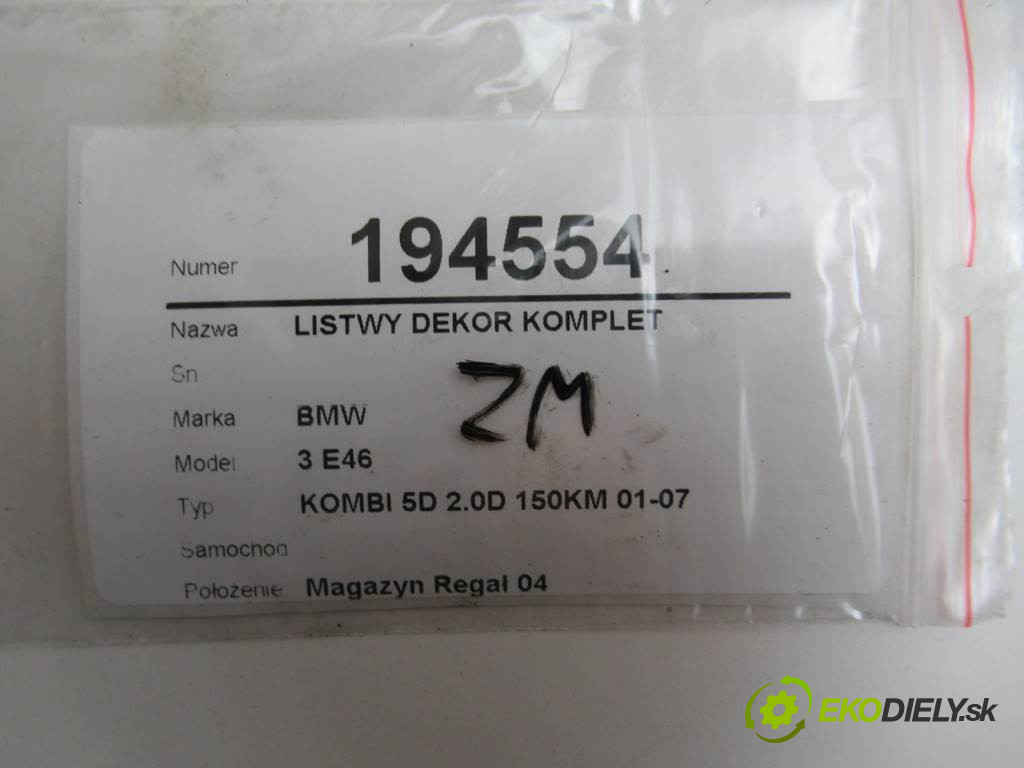 Numer 194554
Nazwa LISTWY DEKOR KOMPLET
Sn
ZM
Marka BMW
Model 3 E46
Typ KOMBI 5D 2.0D 150KM 01-07
Samochod
Położenie Magazyn Regał 04
EKODIELY.sk